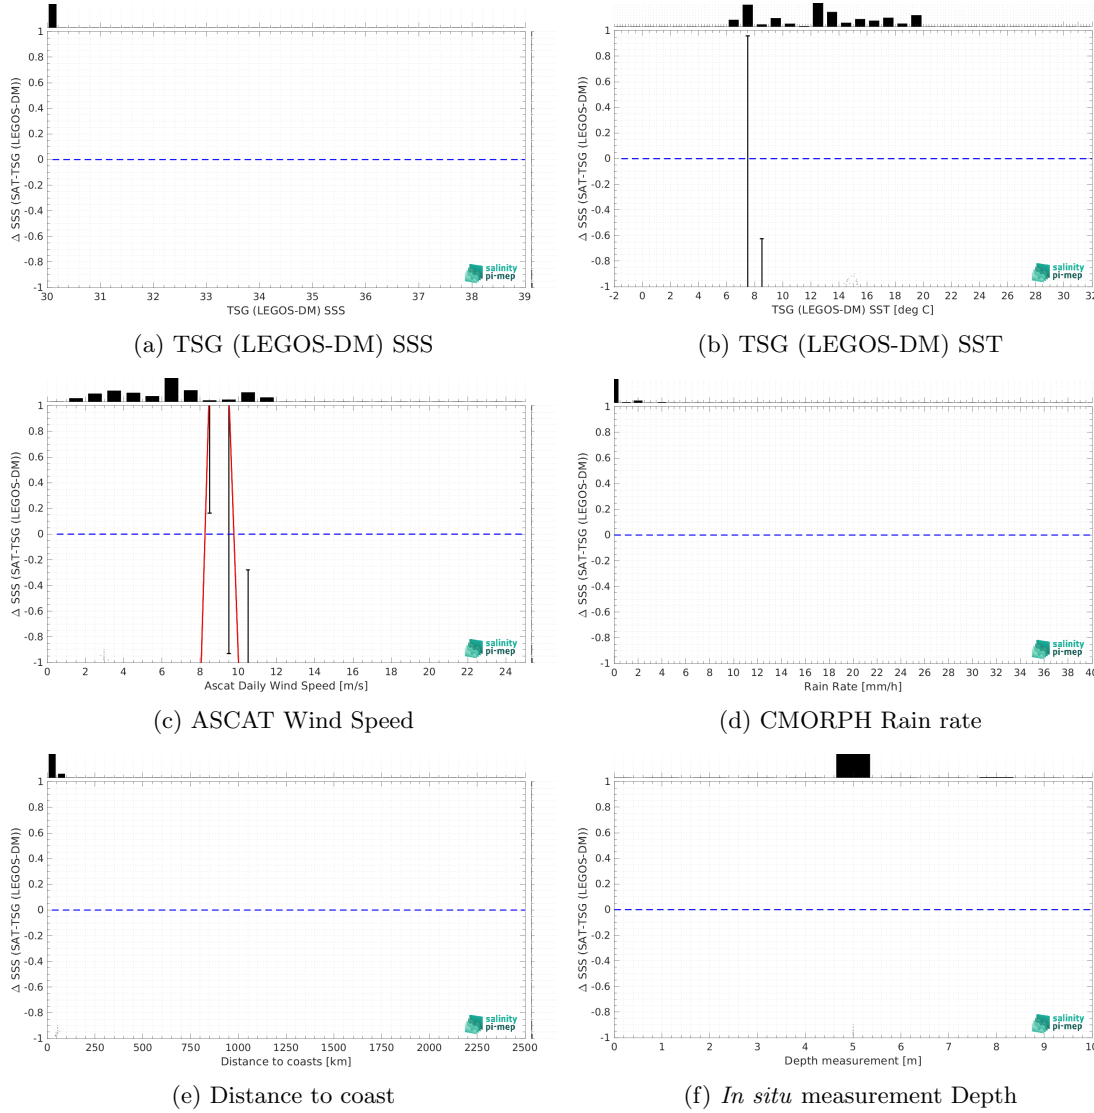 1
0.8
0.6
0.4
0.2
0
-0.2
-0.4
-0.6
-0.8
-1
Δ SSS (SAT-TSG (LEGOS-DM))
salinity
pi-mep
30 31 32 33 34 35 36 37 38 39
TSG (LEGOS-DM) SSS
(a) TSG (LEGOS-DM) SSS
1
0.8
0.6
0.4
0.2
0
-0.2
-0.4
-0.6
-0.8
-1
Δ SSS (SAT-TSG (LEGOS-DM))
salinity
pi-mep
-2 0 2 4 6 8 10 12 14 16 18 20 22 24 26 28 30 32
TSG (LEGOS-DM) SST [deg C]
(b) TSG (LEGOS-DM) SST
1
0.8
0.6
0.4
0.2
0
-0.2
-0.4
-0.6
-0.8
-1
Δ SSS (SAT-TSG (LEGOS-DM))
salinity
pi-mep
0 2 4 6 8 10 12 14 16 18 20 22 24
Ascat Daily Wind Speed [m/s]
(c) ASCAT Wind Speed
1
0.8
0.6
0.4
0.2
0
-0.2
-0.4
-0.6
-0.8
-1
Δ SSS (SAT-TSG (LEGOS-DM))
salinity
pi-mep
0 2 4 6 8 10 12 14 16 18 20 22 24 26 28 30 32 34 36 38 40
Rain Rate [mm/h]
(d) CMORPH Rain rate
1
0.8
0.6
0.4
0.2
0
-0.2
-0.4
-0.6
-0.8
-1
Δ SSS (SAT-TSG (LEGOS-DM))
salinity
pi-mep
0 250 500 750 1000 1250 1500 1750 2000 2250 2500
Distance to coasts [km]
(e) Distance to coast
1
0.8
0.6
0.4
0.2
0
-0.2
-0.4
-0.6
-0.8
-1
Δ SSS (SAT-TSG (LEGOS-DM))
salinity
pi-mep
0 1 2 3 4 5 6 7 8 9 10
Depth measurement [m]
(f) In situ measurement Depth